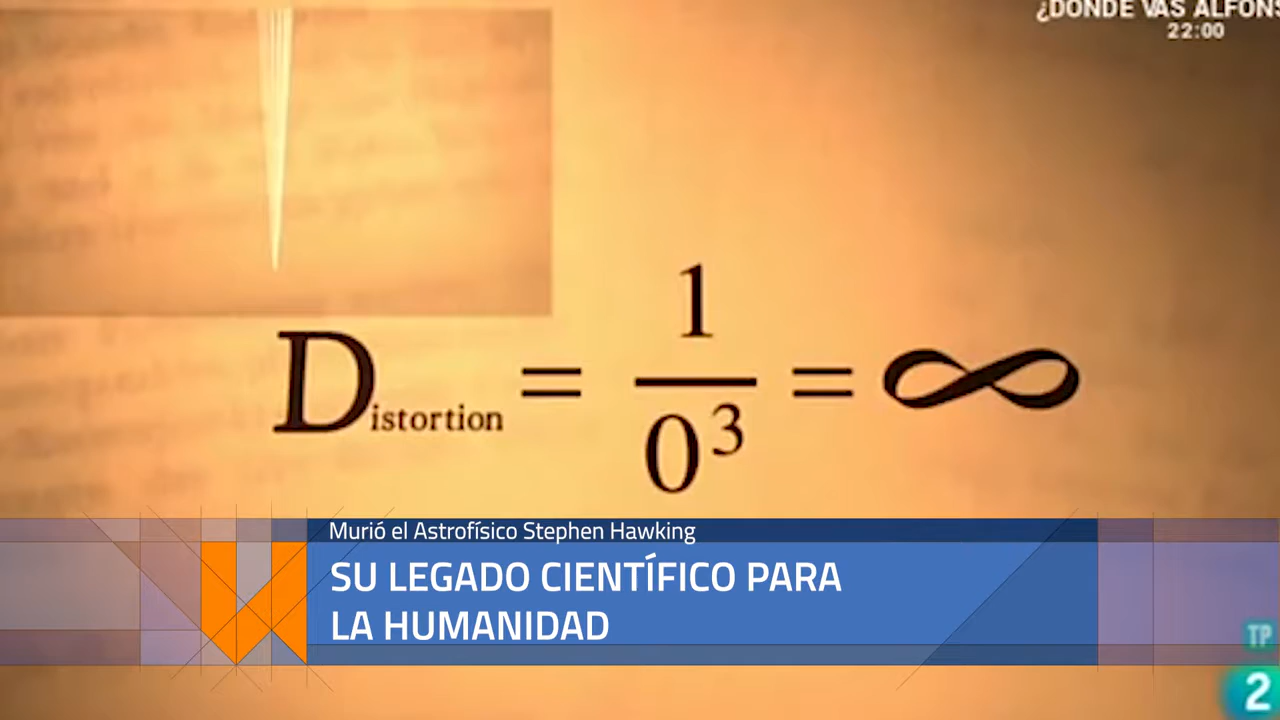 ¿DONDE VAS ALFONS
22:00
Distortion = 1/0³ = ∞
Murió el Astrofísico Stephen Hawking
SU LEGADO CIENTÍFICO PARA
LA HUMANIDAD
TP
2